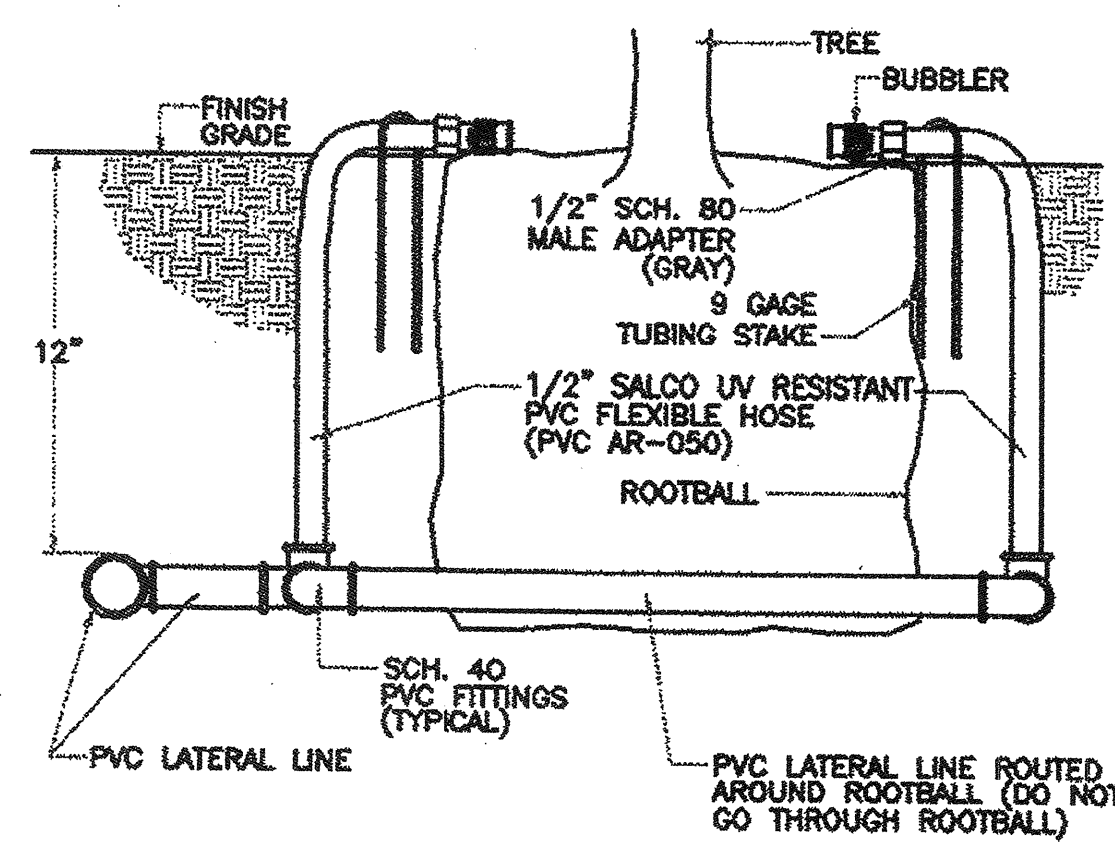 TREE
BUBBLER
FINISH
GRADE
1/2" SCH. 80
MALE ADAPTER
(GRAY)
9 GAGE
TUBING STAKE
12"
1/2" SALCO UV RESISTANT
PVC FLEXIBLE HOSE
(PVC AR-050)
ROOTBALL
SCH. 40
PVC FITTINGS
(TYPICAL)
PVC LATERAL LINE
PVC LATERAL LINE ROUTED
AROUND ROOTBALL (DO NOT
GO THROUGH ROOTBALL)